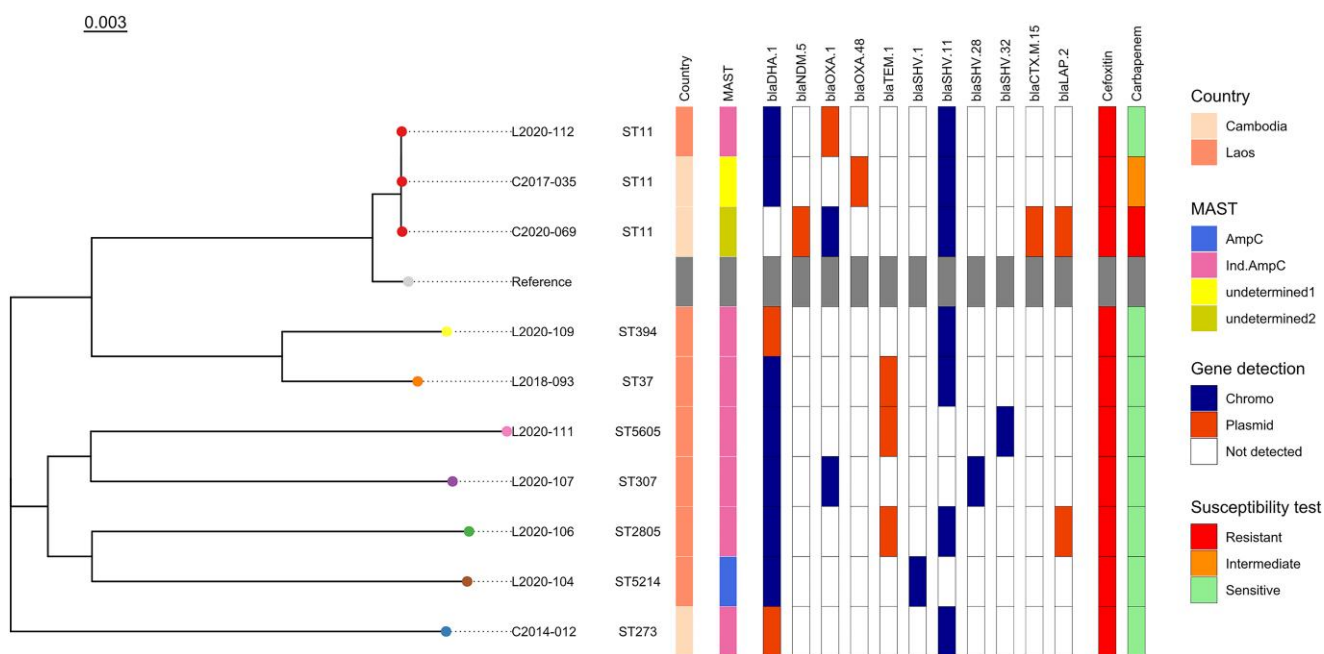 0.003
Country
MAST
blaDHA.1
blaNDM.5
blaOXA.1
blaOXA.48
blaTEM.1
blaSHV.1
blaSHV.11
blaSHV.28
blaSHV.32
blaCTX.M.15
blaLAP.2
Cefoxitin
Carbapenem
L2020-112 ST11
C2017-035 ST11
C2020-069 ST11
Reference
L2020-109 ST394
L2018-093 ST37
L2020-111 ST5605
L2020-107 ST307
L2020-106 ST2805
L2020-104 ST5214
C2014-012 ST273
Country
Cambodia
Laos
MAST
AmpC
Ind.AmpC
undetermined1
undetermined2
Gene detection
Chromo
Plasmid
Not detected
Susceptibility test
Resistant
Intermediate
Sensitive